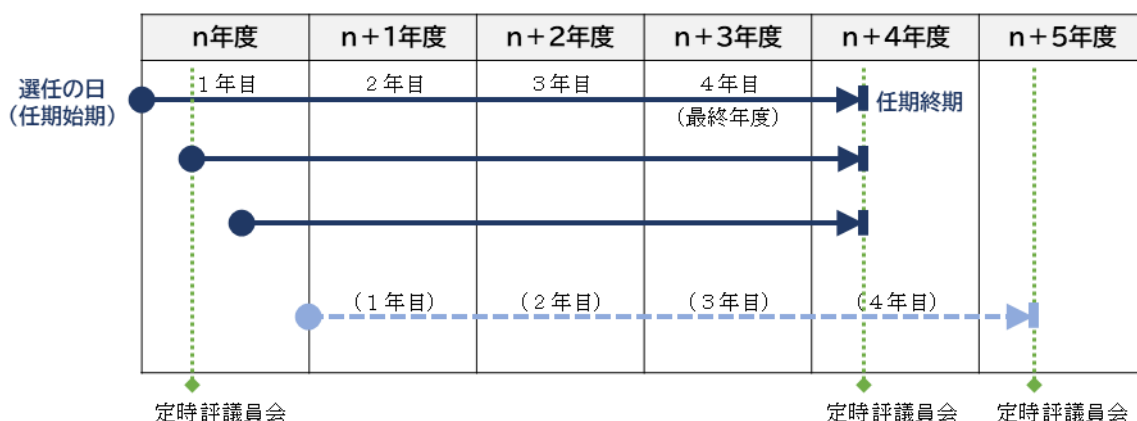 n年度 n+1年度 n+2年度 n+3年度 n+4年度 n+5年度
選任の日
(任期始期)
1年目 2年目 3年目 4年目
(最終年度)
任期終期
(1年目) (2年目) (3年目) (4年目)
定時評議員会 定時評議員会 定時評議員会